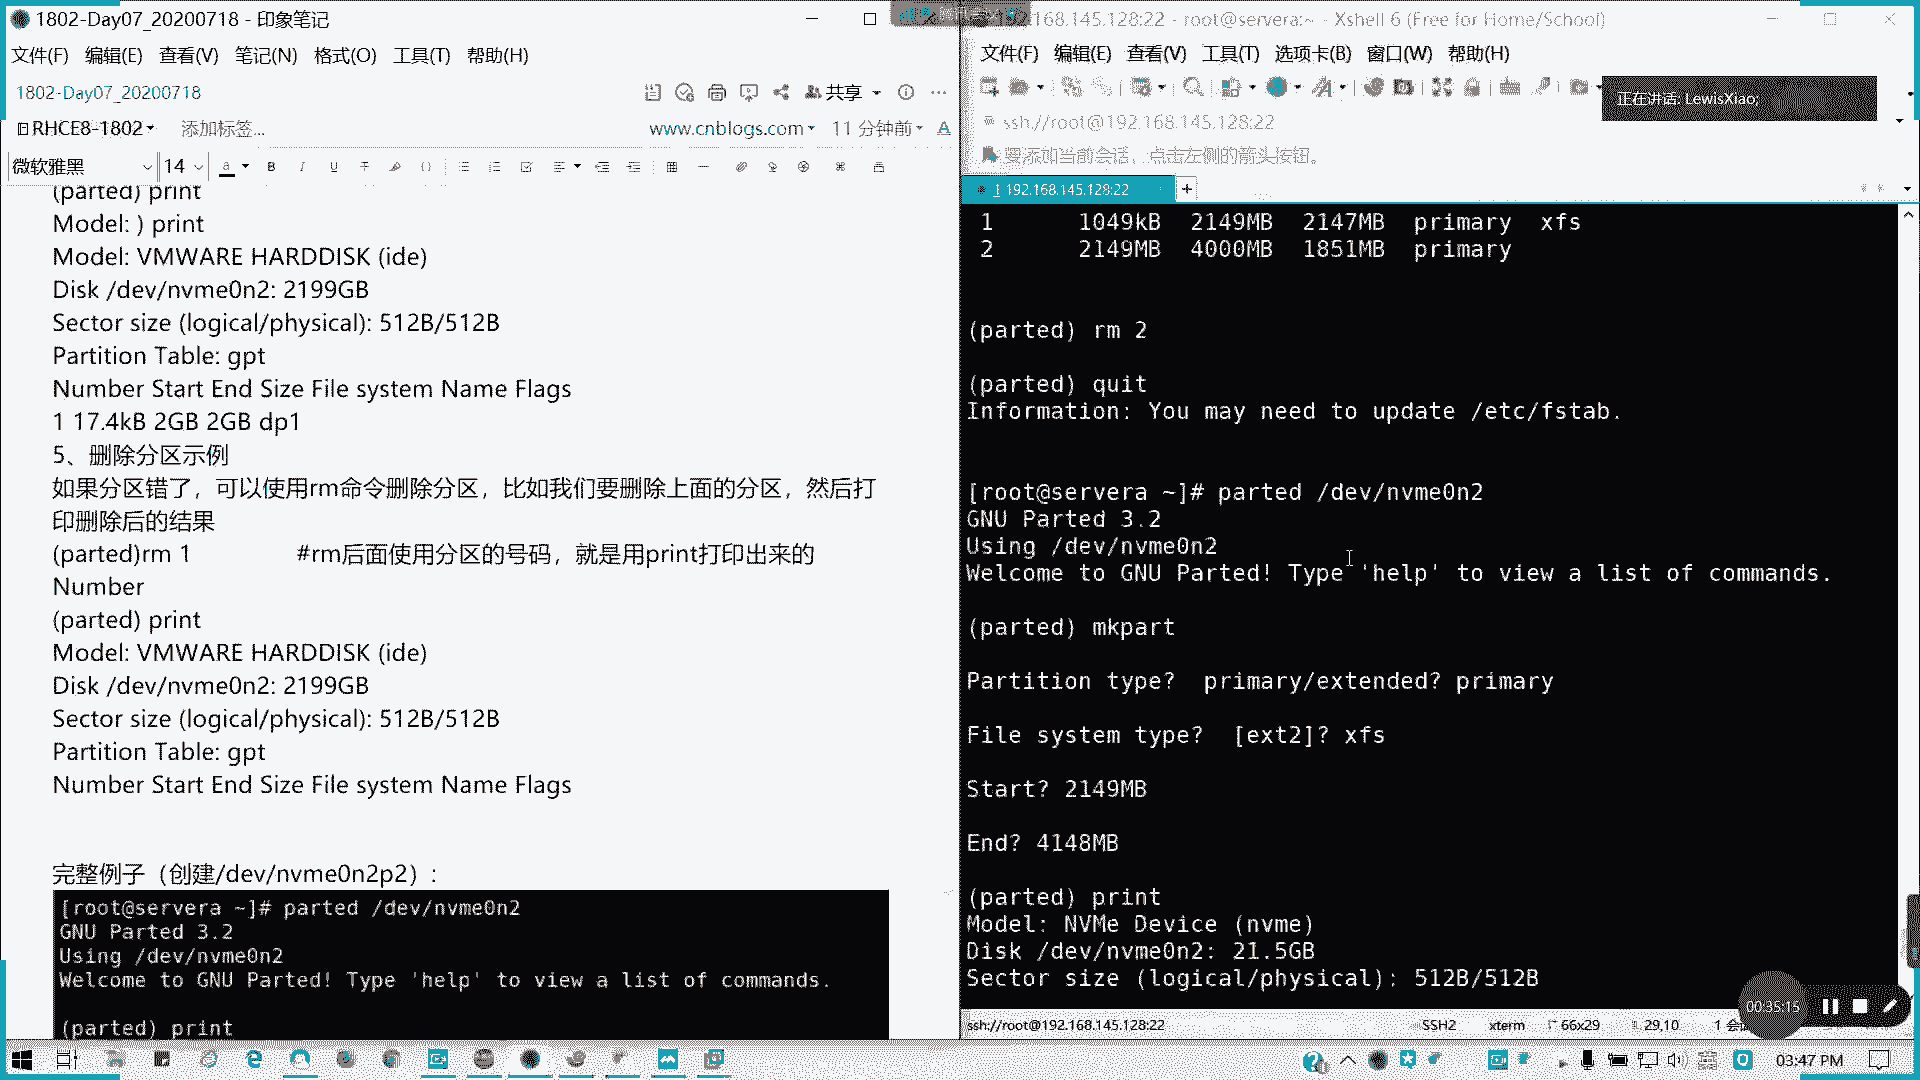 1802-Day07_20200718 - 印象笔记
文件(F) 编辑(E) 查看(V) 笔记(N) 格式(O) 工具(T) 帮助(H)
1802-Day07_20200718
共享
RHCE8-1802 添加标签...
www.cnblogs.com 11 分钟前
微软雅黑 14
(parted) print
Model: ) print
Model: VMWARE HARDDISK (ide)
Disk /dev/nvme0n2: 2199GB
Sector size (logical/physical): 512B/512B
Partition Table: gpt
Number Start End Size File system Name Flags
1 17.4kB 2GB 2GB dp1
5、删除分区示例
如果分区错了，可以使用rm命令删除分区，比如我们要删除上面的分区，然后打
印删除后的结果
(parted)rm 1 #rm后面使用分区的号码，就是用print打印出来的
Number
(parted) print
Model: VMWARE HARDDISK (ide)
Disk /dev/nvme0n2: 2199GB
Sector size (logical/physical): 512B/512B
Partition Table: gpt
Number Start End Size File system Name Flags
完整例子（创建/dev/nvme0n2p2）:
[root@servera ~]# parted /dev/nvme0n2
GNU Parted 3.2
Using /dev/nvme0n2
Welcome to GNU Parted! Type 'help' to view a list of commands.
(parted) print
192.168.145.128:22 - root@servera:~ - Xshell 6 (Free for Home/School)
文件(F) 编辑(E) 查看(V) 工具(T) 选项卡(B) 窗口(W) 帮助(H)
正在讲话: LewisXiao;
ssh://root@192.168.145.128:22
要添加当前会话，点击左侧的箭头按钮。
1 192.168.145.128:22
1 1049kB 2149MB 2147MB primary xfs
2 2149MB 4000MB 1851MB primary
(parted) rm 2
(parted) quit
Information: You may need to update /etc/fstab.
[root@servera ~]# parted /dev/nvme0n2
GNU Parted 3.2
Using /dev/nvme0n2
Welcome to GNU Parted! Type 'help' to view a list of commands.
(parted) mkpart
Partition type? primary/extended? primary
File system type? [ext2]? xfs
Start? 2149MB
End? 4148MB
(parted) print
Model: NVMe Device (nvme)
Disk /dev/nvme0n2: 21.5GB
Sector size (logical/physical): 512B/512B
00:35:15
ssh://root@192.168.145.128:22 SSH2 xterm 66x29 29,10 1 会
03:47 PM